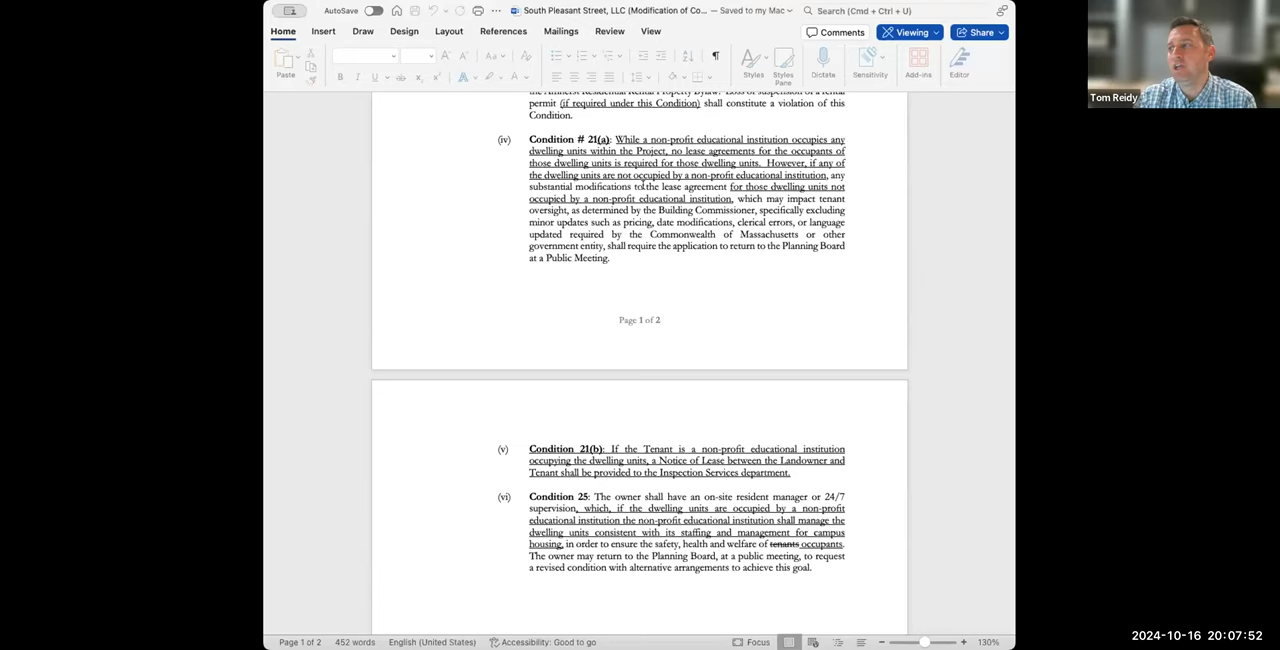 AutoSave
South Pleasant Street, LLC (Modification of Co... — Saved to my Mac
Search (Cmd + Ctrl + U)
Home Insert Draw Design Layout References Mailings Review View
Comments Viewing Share
Paste
Styles
Styles Pane
Dictate
Sensitivity
Add-ins
Editor
Tom Reidy
the Amherst Residential Rental Property Bylaw. Loss or suspension of a rental
permit (if required under this Condition) shall constitute a violation of this
Condition.
(iv) Condition # 21(a): While a non-profit educational institution occupies any
dwelling units within the Project, no lease agreements for the occupants of
those dwelling units is required for those dwelling units. However, if any of
the dwelling units are not occupied by a non-profit educational institution, any
substantial modifications to the lease agreement for those dwelling units not
occupied by a non-profit educational institution, which may impact tenant
oversight, as determined by the Building Commissioner, specifically excluding
minor updates such as pricing, date modifications, clerical errors, or language
updated required by the Commonwealth of Massachusetts or other
government entity, shall require the application to return to the Planning Board
at a Public Meeting.
Page 1 of 2
(v) Condition 21(b): If the Tenant is a non-profit educational institution
occupying the dwelling units, a Notice of Lease between the Landowner and
Tenant shall be provided to the Inspection Services department.
(vi) Condition 25: The owner shall have an on-site resident manager or 24/7
supervision, which, if the dwelling units are occupied by a non-profit
educational institution the non-profit educational institution shall manage the
dwelling units consistent with its staffing and management for campus
housing, in order to ensure the safety, health and welfare of tenants occupants.
The owner may return to the Planning Board, at a public meeting, to request
a revised condition with alternative arrangements to achieve this goal.
Page 1 of 2 452 words English (United States) Accessibility: Good to go Focus 130%
2024-10-16 20:07:52